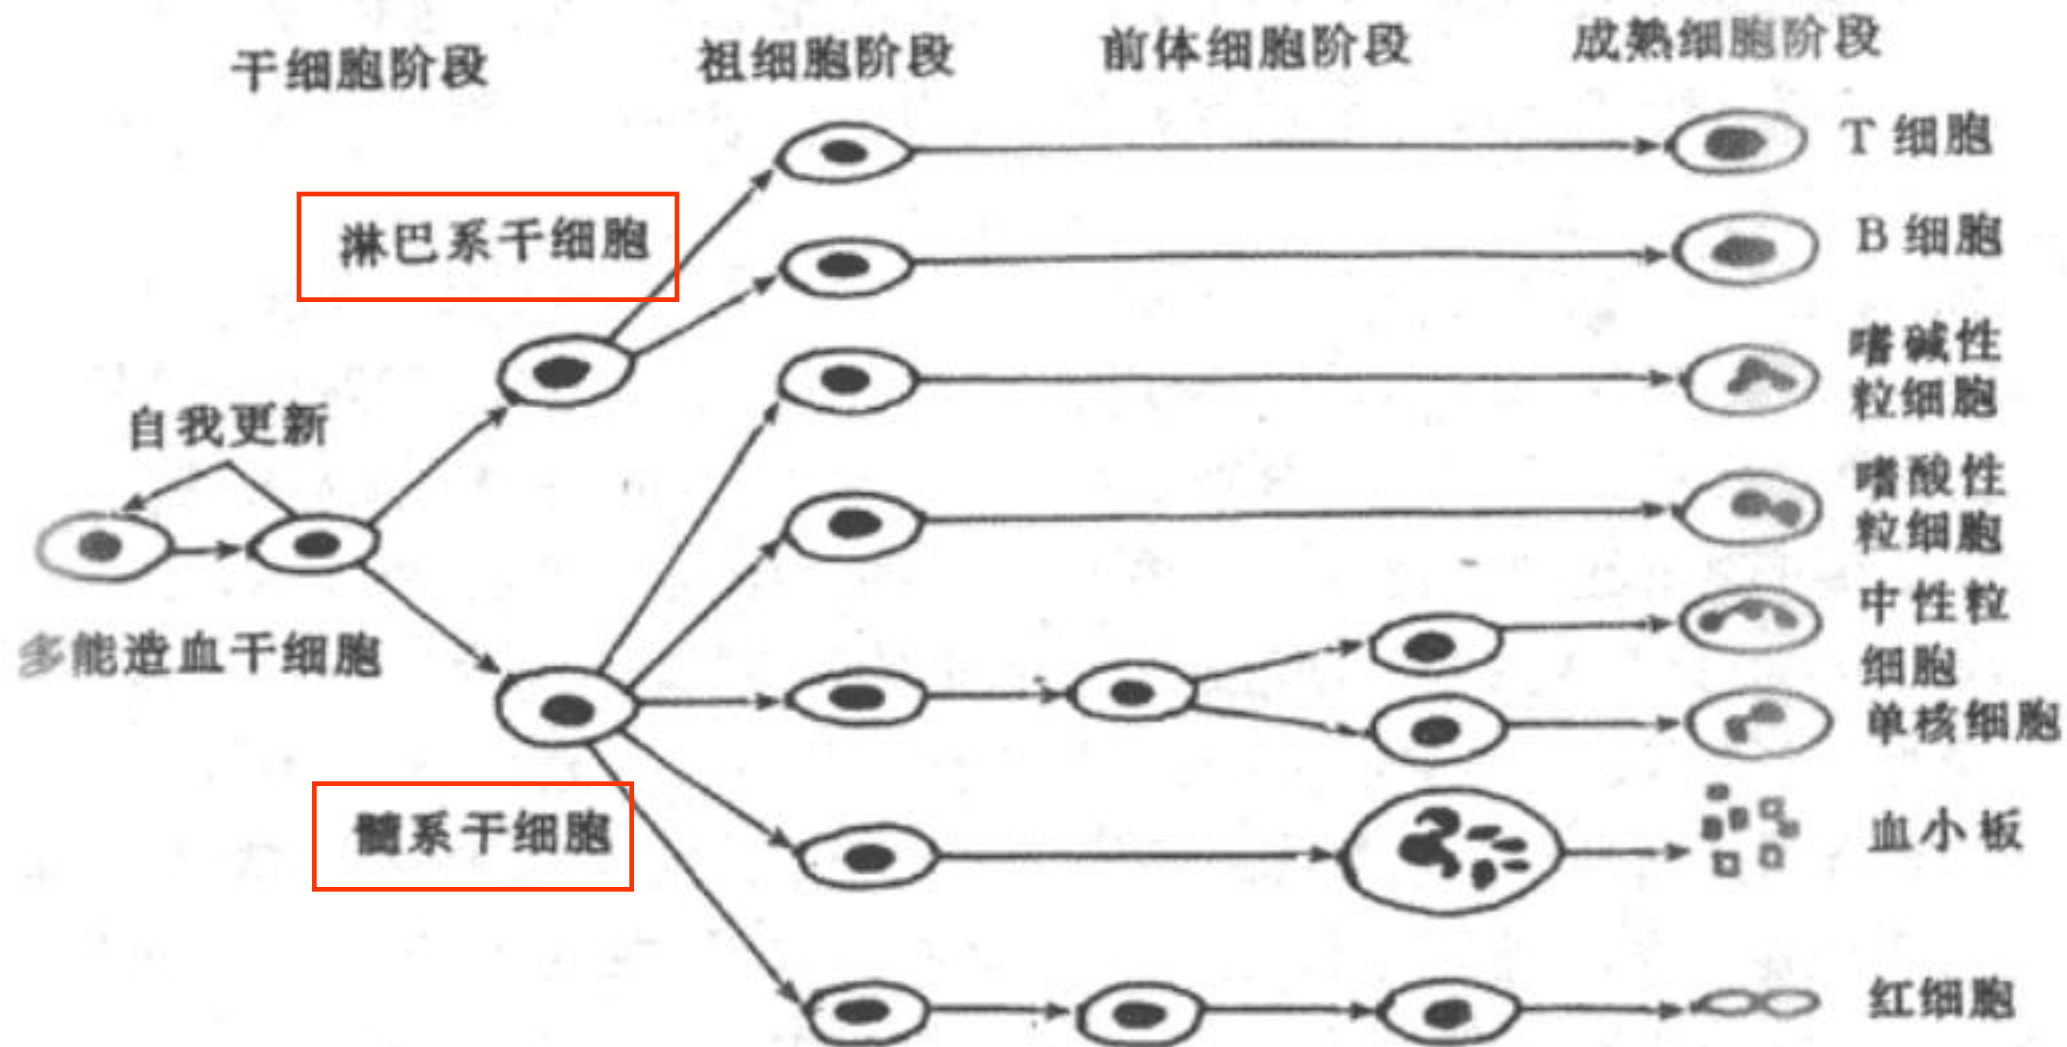 干细胞阶段 祖细胞阶段 前体细胞阶段 成熟细胞阶段
T 细胞
淋巴系干细胞
B 细胞
嗜碱性
粒细胞
自我更新
嗜酸性
粒细胞
多能造血干细胞
中性粒
细胞
单核细胞
髓系干细胞
血小板
红细胞